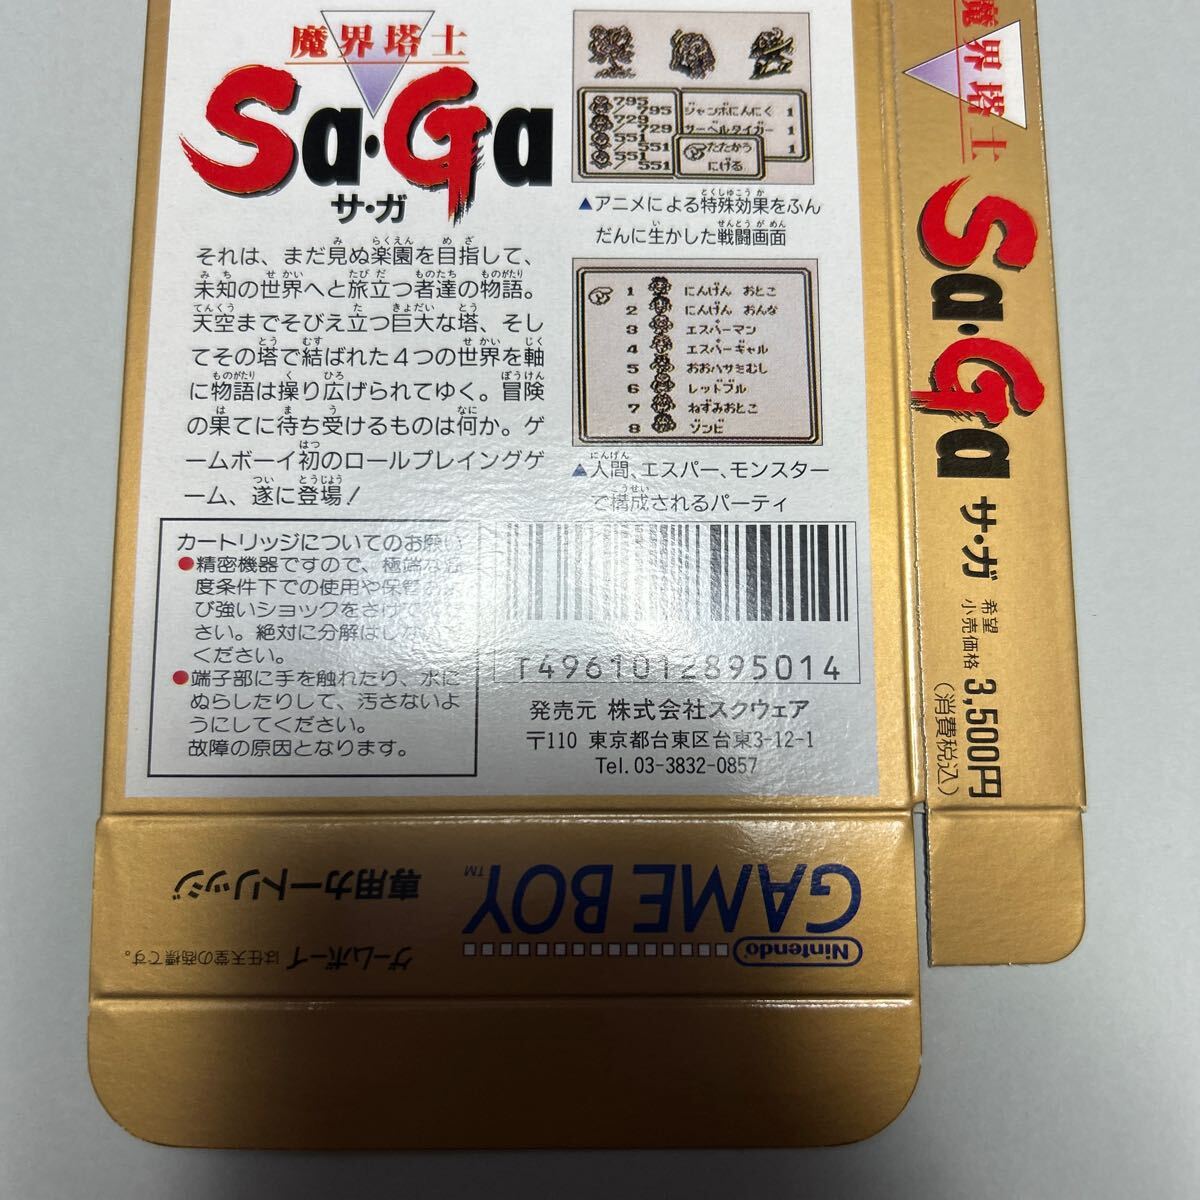 魔界塔士
Sa・Ga
サ・ガ
それは、まだ見ぬ楽園を目指して、
未知の世界へと旅立つ者達の物語。
天空までそびえ立つ巨大な塔、そし
てその塔で結ばれた4つの世界を軸
に物語は操り広げられてゆく。冒険
の果てに待ち受けるものは何か。ゲ
ームボーイ初のロールプレイングゲ
ーム、遂に登場!
795
/ 795
729
/ 729
551
/ 551
551
/ 551
ジャンボにんにく 1
サーベルタイガー 1
1
たたかう
にげる
▲アニメによる特殊効果をふん
だんに生かした戦闘画面
1 にんげん おとこ
2 にんげん おんな
3 エスパーマン
4 エスパーギャル
5 おおハサミむし
6 レッドブル
7 ねずみおとこ
8 ゾンビ
▲人間、エスパー、モンスター
で構成されるパーティ
カートリッジについてのお願い
●精密機器ですので、極端な温
度条件下での使用や保管およ
び強いショックをさけて
さい。絶対に分解はしない
ください。
●端子部に手を触れたり、水に
ぬらしたりして、汚さないよ
うにしてください。
故障の原因となります。
T4961012895014
発売元 株式会社スクウェア
〒110 東京都台東区台東3-12-1
Tel. 03-3832-0857
Nintendo
GAME BOY™
専用カートリッジ
ゲームボーイは任天堂の商標です。
魔界塔士
Sa・Ga
サ・ガ
希望
小売価格 3,500円
(消費税込)